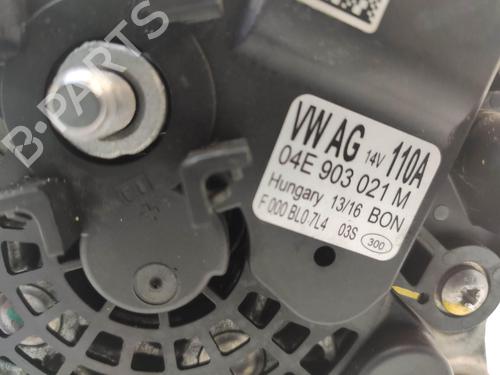 B-PARTS
VW AG 14V 110A
04E 903 021 M
Hungary 13/16 BON
F 000 BL0 7L4 03S 300